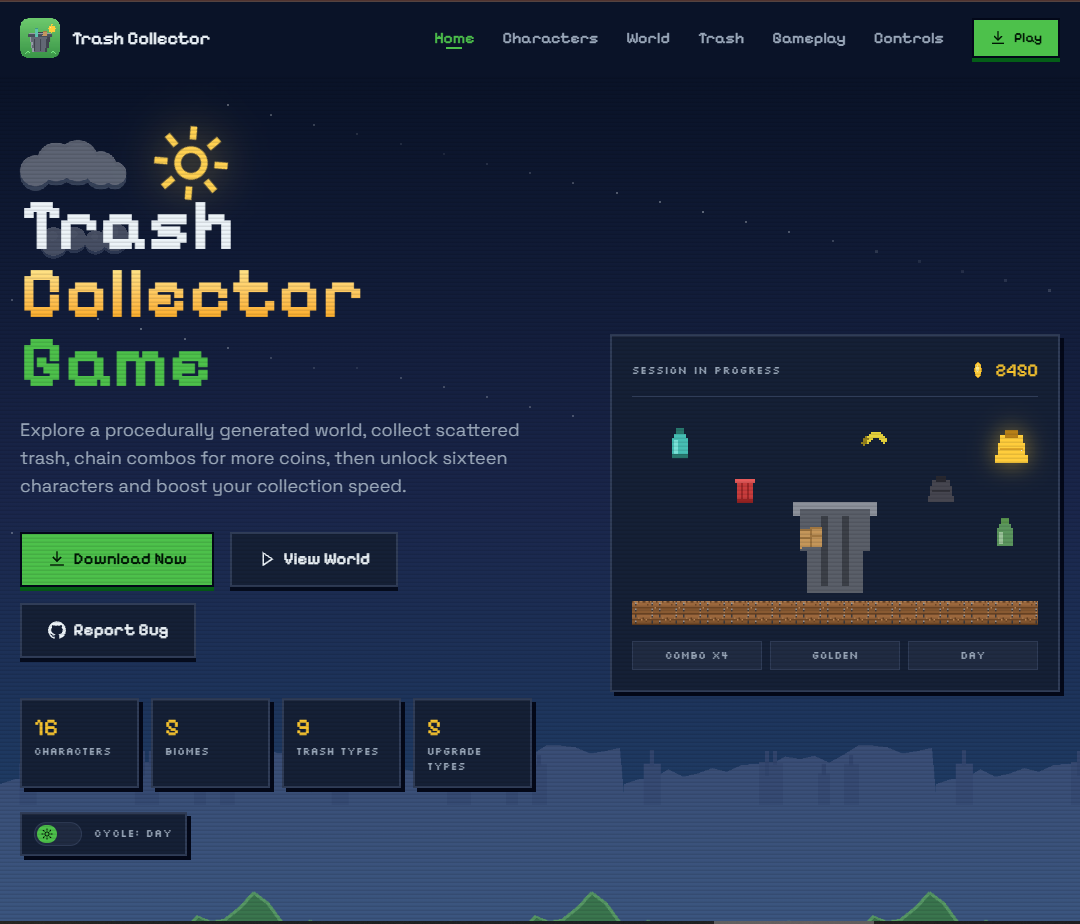 Trash Collector
Home
Characters
World
Trash
Gameplay
Controls
Play
Trash
Collector
Game
Explore a procedurally generated world, collect scattered
trash, chain combos for more coins, then unlock sixteen
characters and boost your collection speed.
Download Now
View World
Report Bug
SESSION IN PROGRESS
2450
COMBO X4
GOLDEN
DAY
16
CHARACTERS
5
BIOMES
9
TRASH TYPES
5
UPGRADE
TYPES
CYCLE: DAY